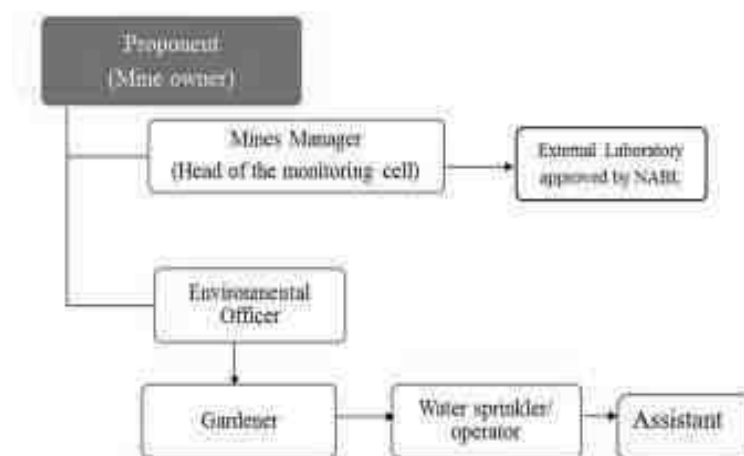 Proponent
(Mine owner)
Mines Manager
(Head of the monitoring cell)
External Laboratory
approved by NABL
Environmental
Officer
Gardener
Water sprinkler/
operator
Assistant